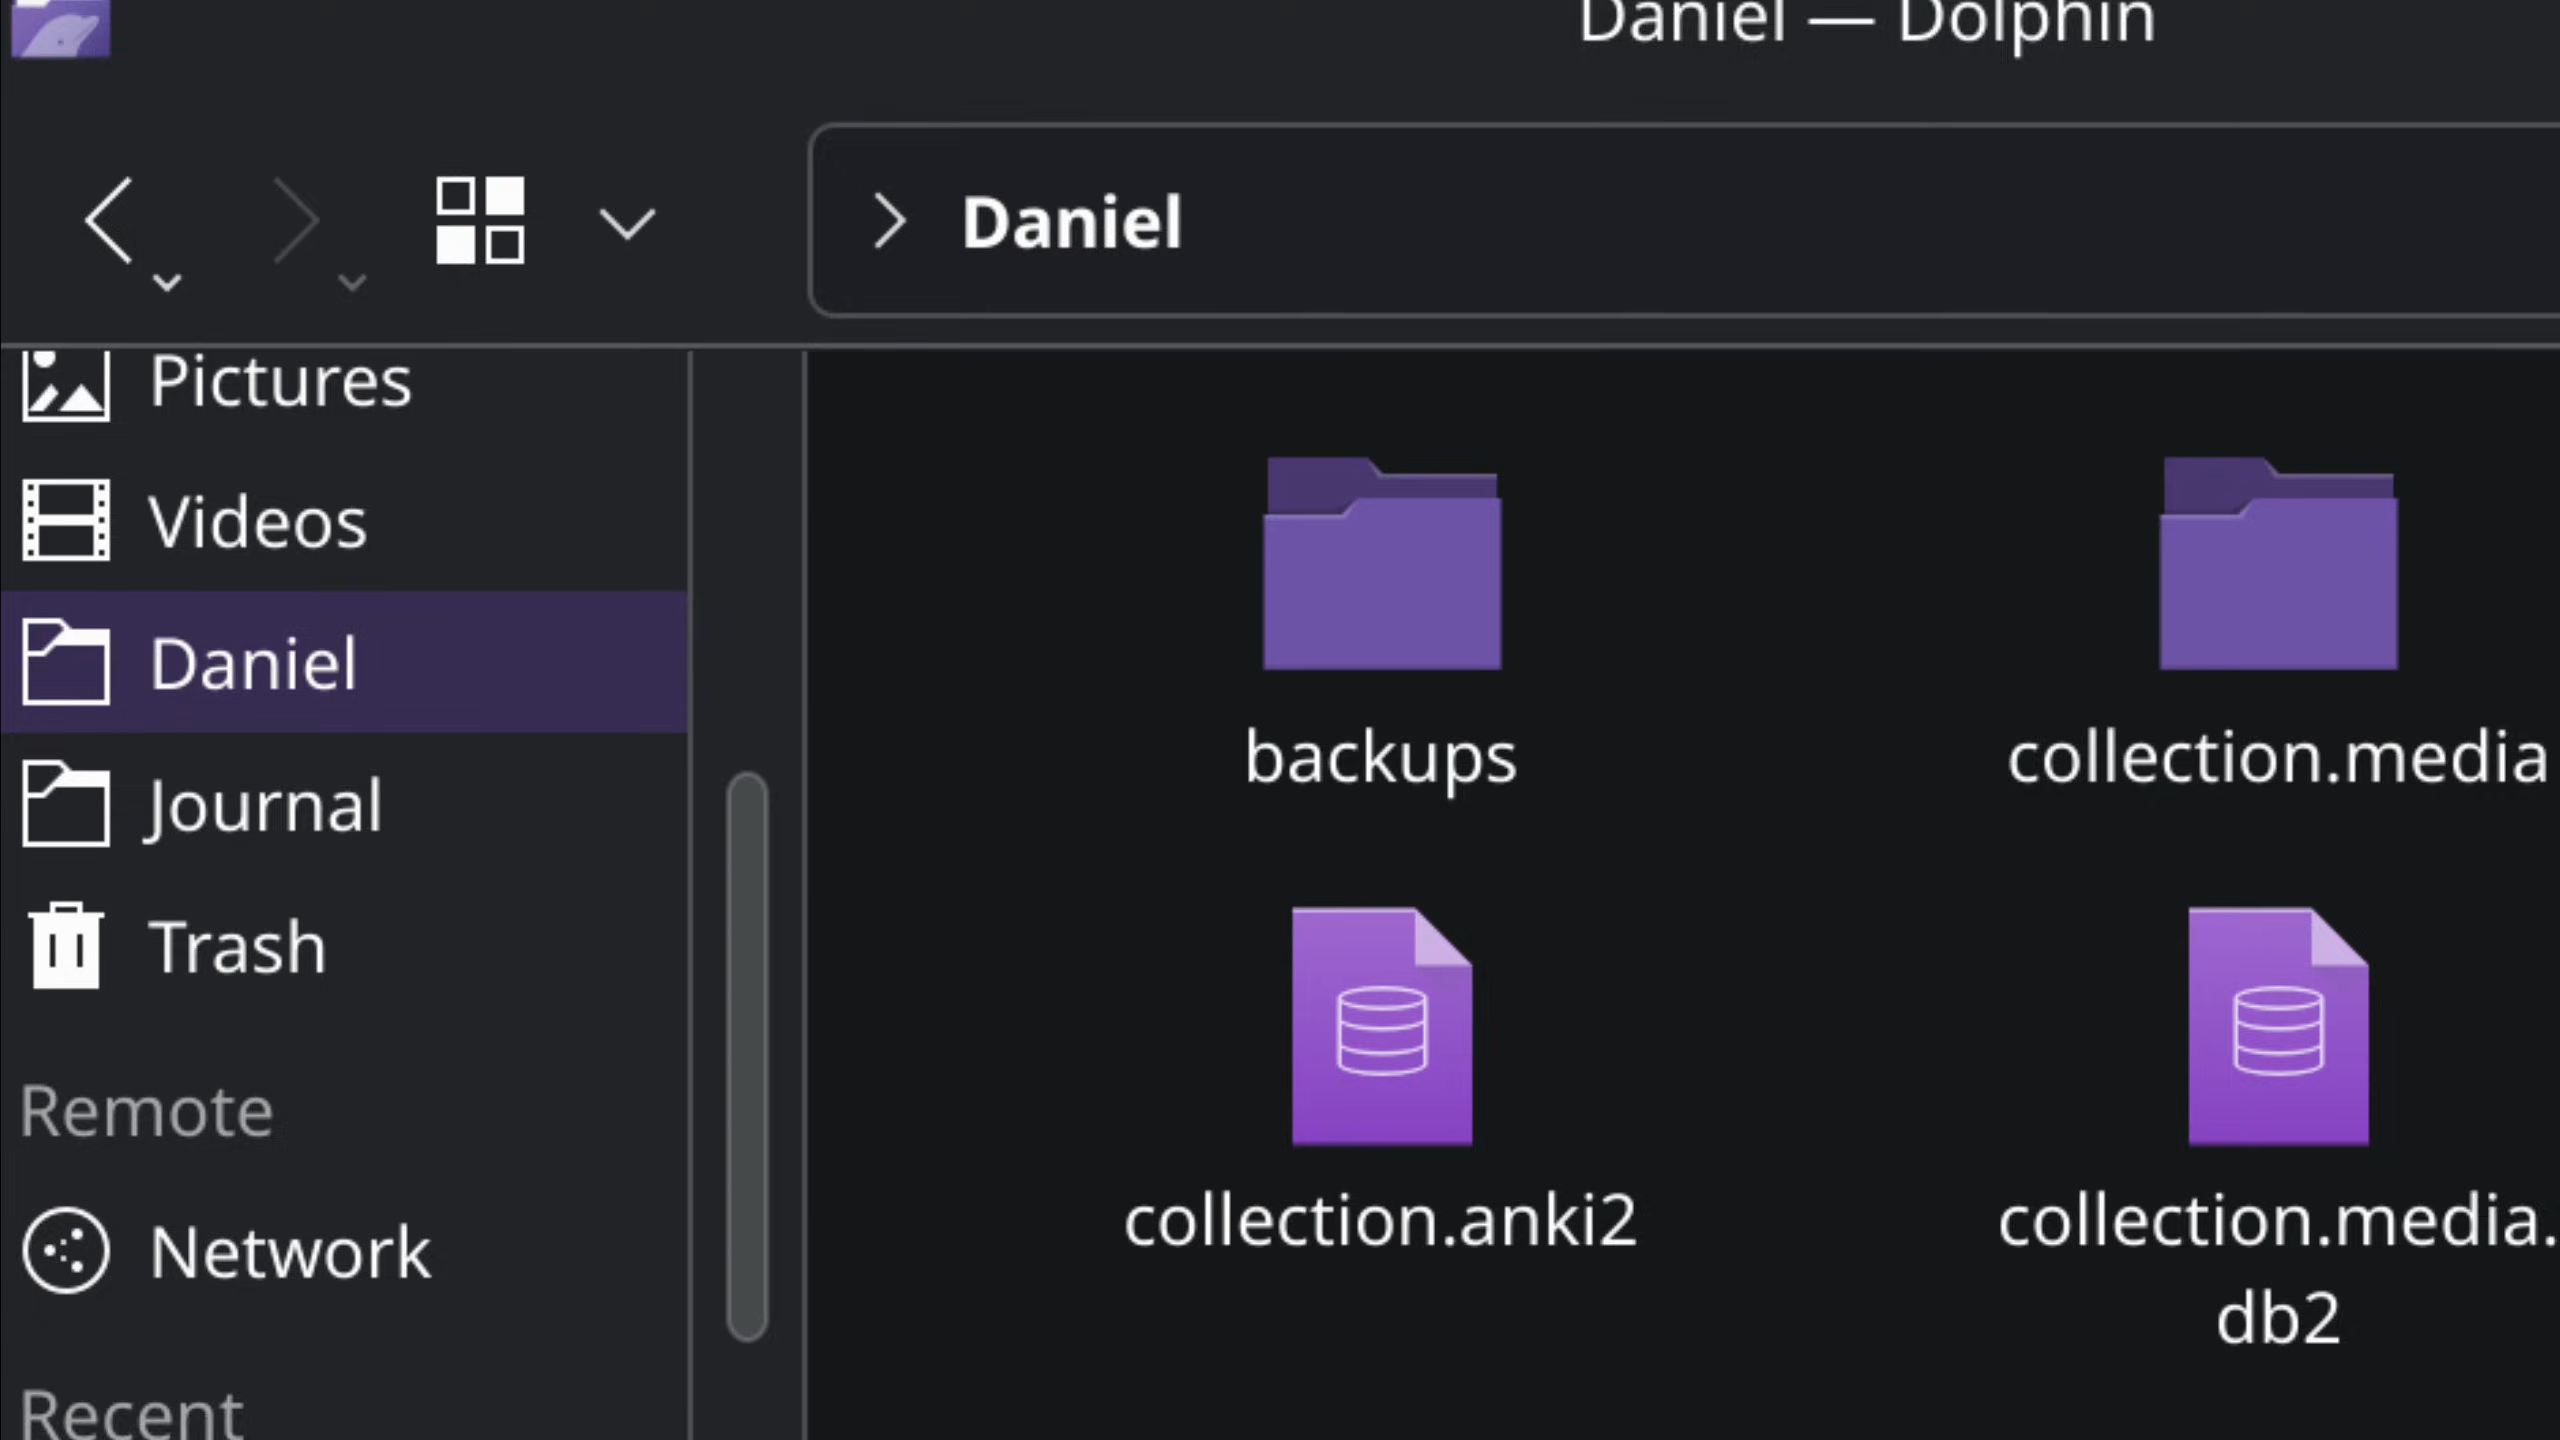 Daniel — Dolphin
Daniel
Pictures
Videos
Daniel
Journal
Trash
Remote
Network
Recent
backups
collection.media
collection.anki2
collection.media.
db2